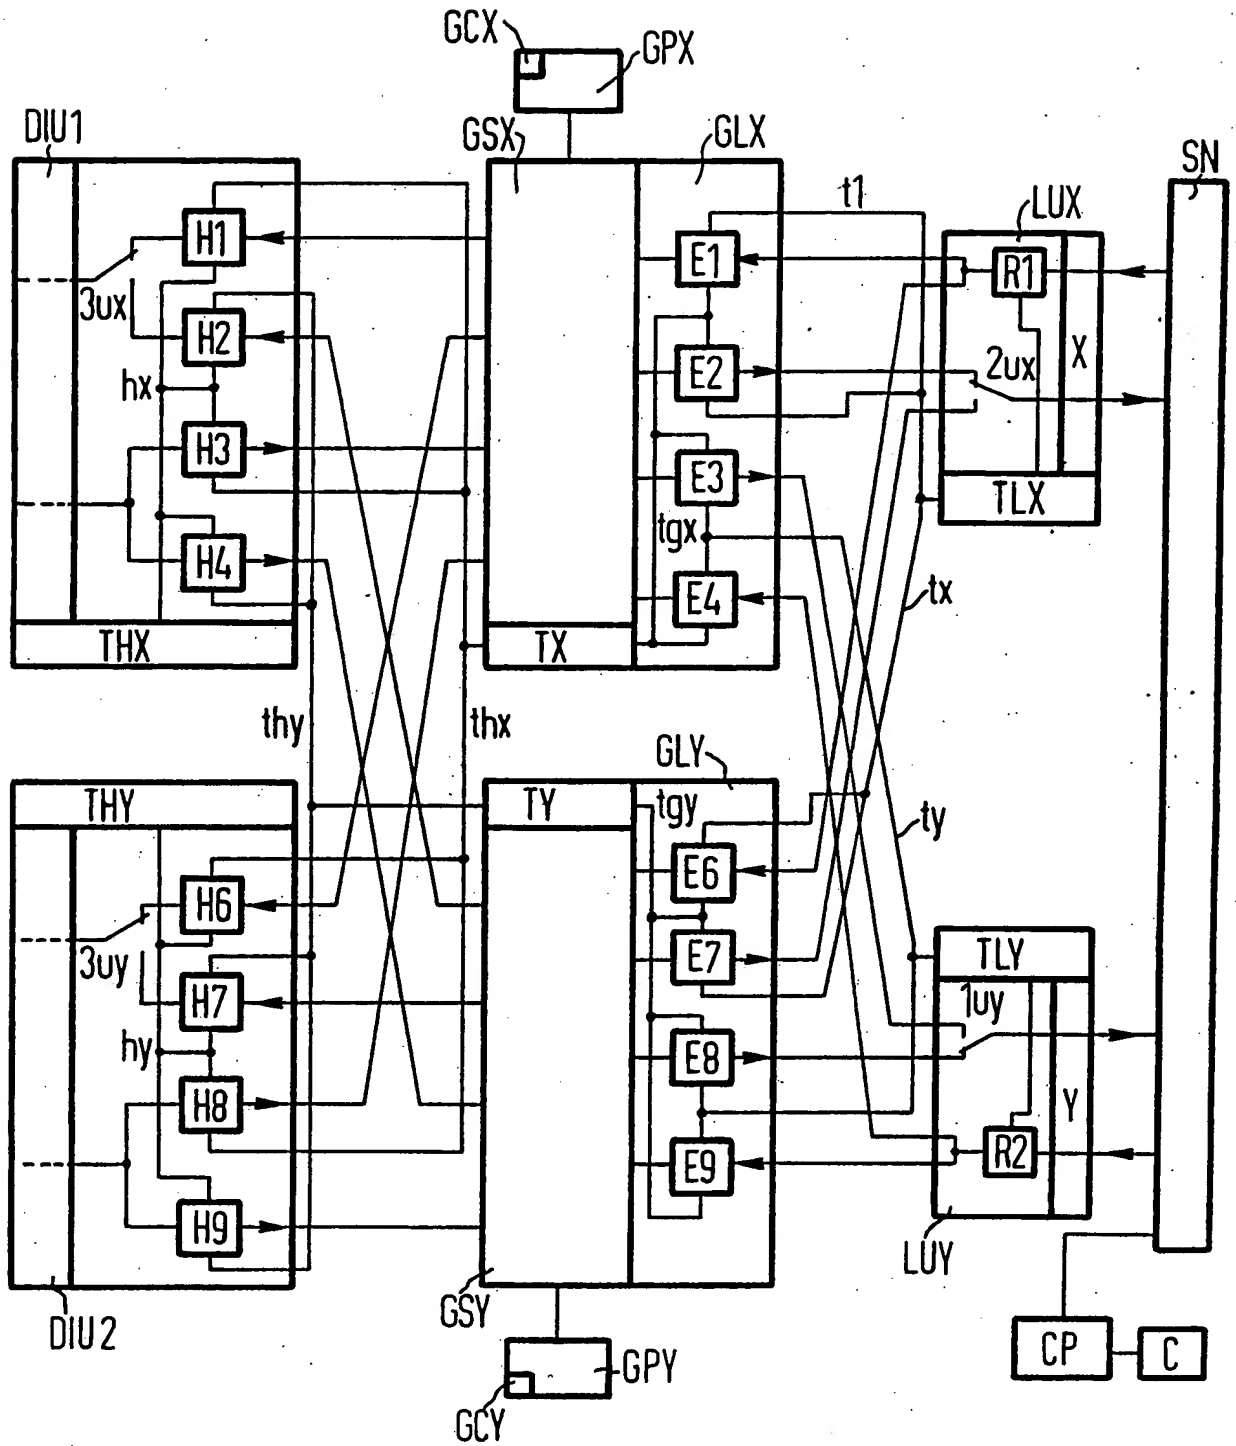 GCX
GPX
DIU1
GSX
GLX
SN
t1
LUX
H1
E1
R1
3ux
H2
X
hx
E2
2ux
H3
E3
TLX
tgx
H4
E4
tx
THX
TX
thy
thx
GLY
THY
TY
tgy
ty
E6
H6
E7
TLY
3uy
H7
1uy
hy
E8
H8
Y
E9
R2
H9
LUY
GSY
DIU2
CP
C
GPY
GCY